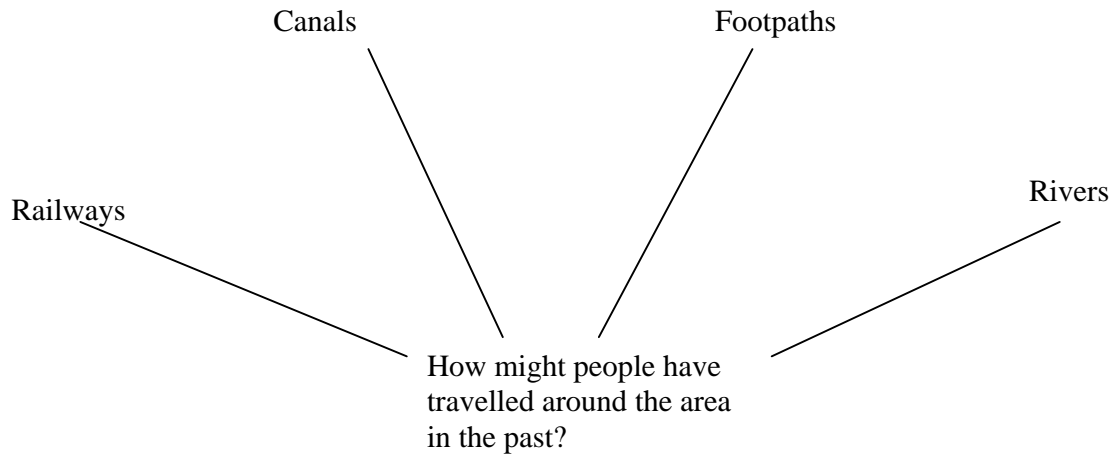 Canals
Footpaths
Railways
Rivers
How might people have
travelled around the area
in the past?